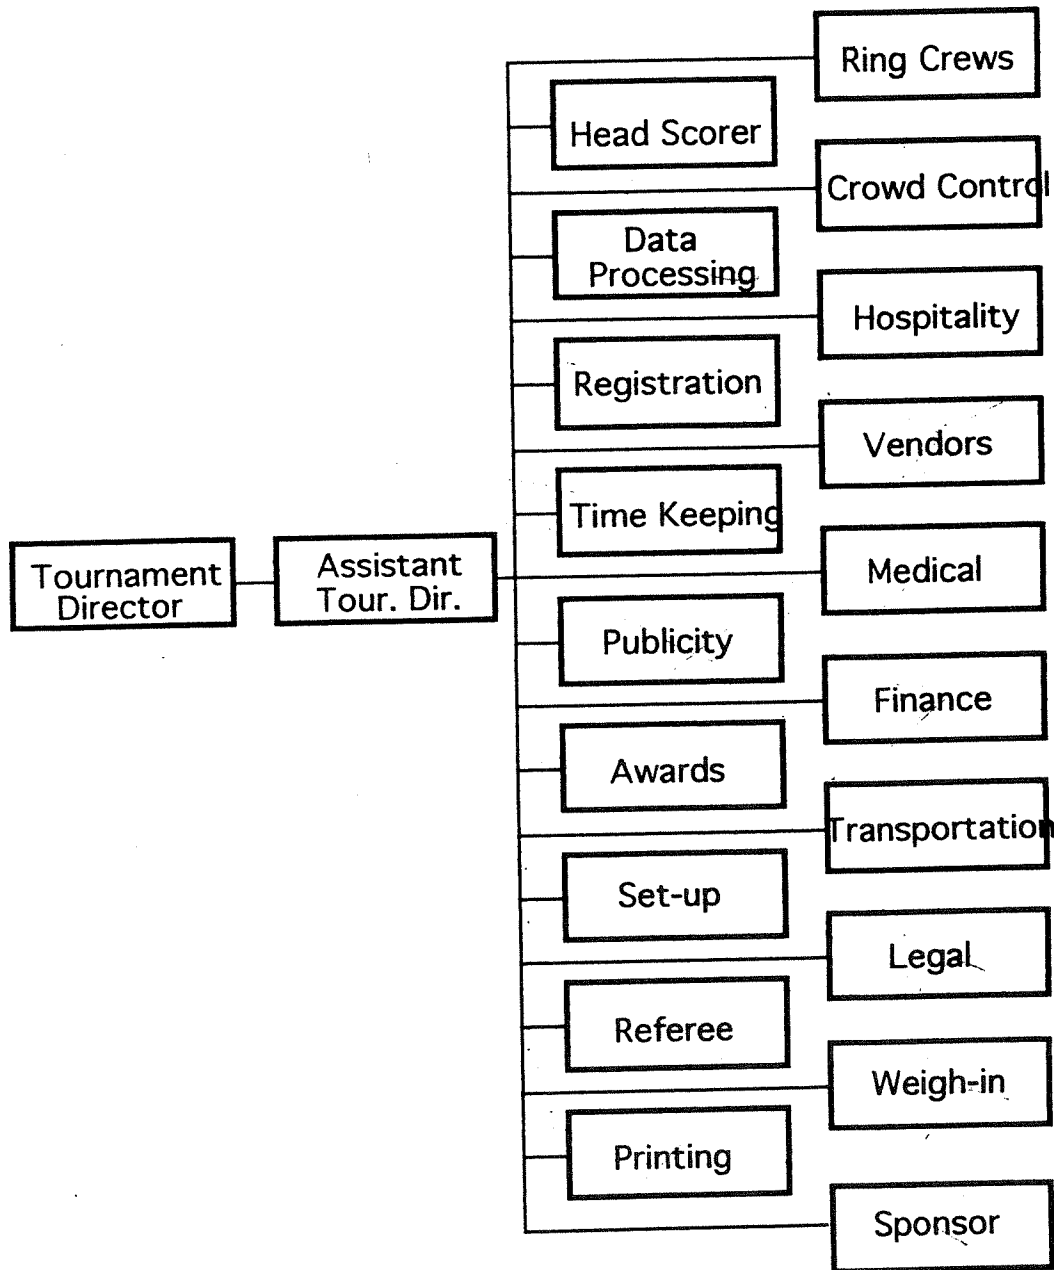 Ring Crews
Head Scorer
Crowd Control
Data
Processing
Hospitality
Registration
Vendors
Time Keeping
Tournament
Director
Assistant
Tour. Dir.
Medical
Publicity
Finance
Awards
Transportation
Set-up
Legal
Referee
Weigh-in
Printing
Sponsor